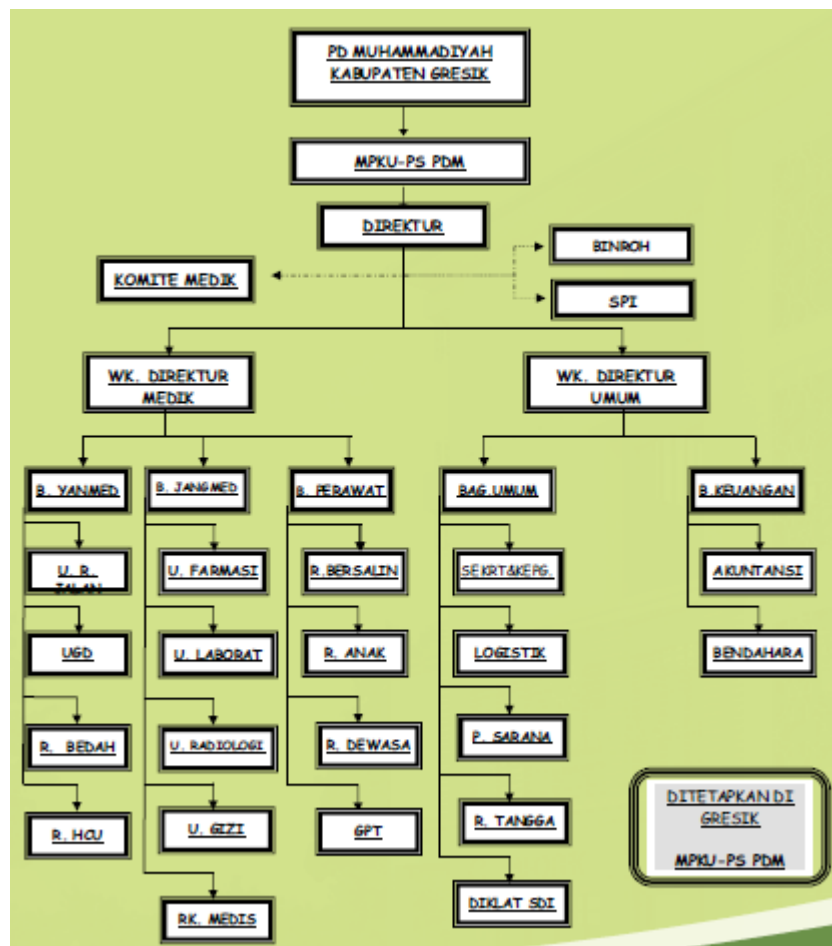 PD MUHAMMADIYAH
KABUPATEN GRESIK
MPKU-PS PDM
DIREKTUR
BINROH
KOMITE MEDIK
SPI
WK. DIREKTUR
MEDIK
WK. DIREKTUR
UMUM
B. YANMED
B. JANGMED
B. PERAWAT
BAG.UMUM
B.KEUANGAN
U. R.
JALAN
U. FARMASI
R.BERSALIN
SEKRT&KEPG.
AKUNTANSI
UGD
U. LABORAT
R. ANAK
LOGISTIK
BENDAHARA
R. BEDAH
U. RADIOLOGI
R. DEWASA
P. SARANA
R. HCU
U. GIZI
GPT
R. TANGGA
RK. MEDIS
DIKLAT SDI
DITETAPKAN DI
GRESIK
MPKU-PS PDM